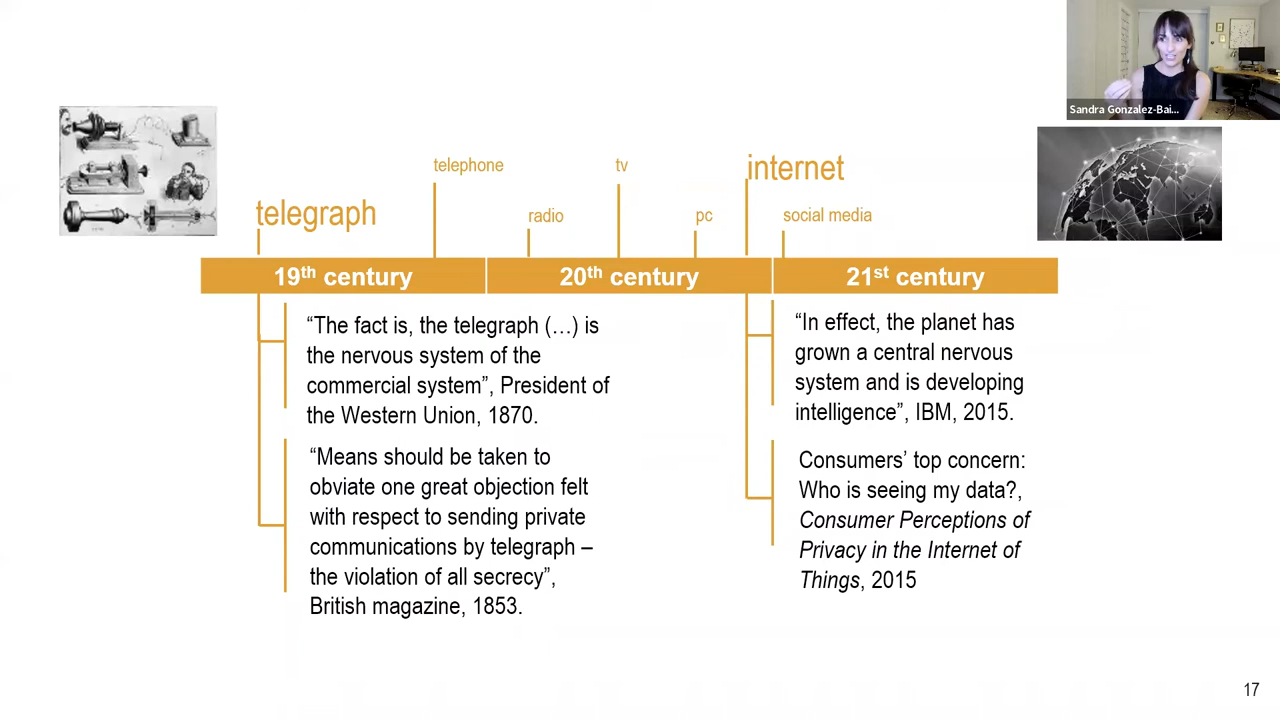 Sandra Gonzalez-Bai...
telephone
tv
internet
telegraph
radio
pc
social media
19th century
20th century
21st century
“The fact is, the telegraph (…) is
the nervous system of the
commercial system”, President of
the Western Union, 1870.
“Means should be taken to
obviate one great objection felt
with respect to sending private
communications by telegraph –
the violation of all secrecy”,
British magazine, 1853.
“In effect, the planet has
grown a central nervous
system and is developing
intelligence”, IBM, 2015.
Consumers’ top concern:
Who is seeing my data?,
Consumer Perceptions of
Privacy in the Internet of
Things, 2015
17